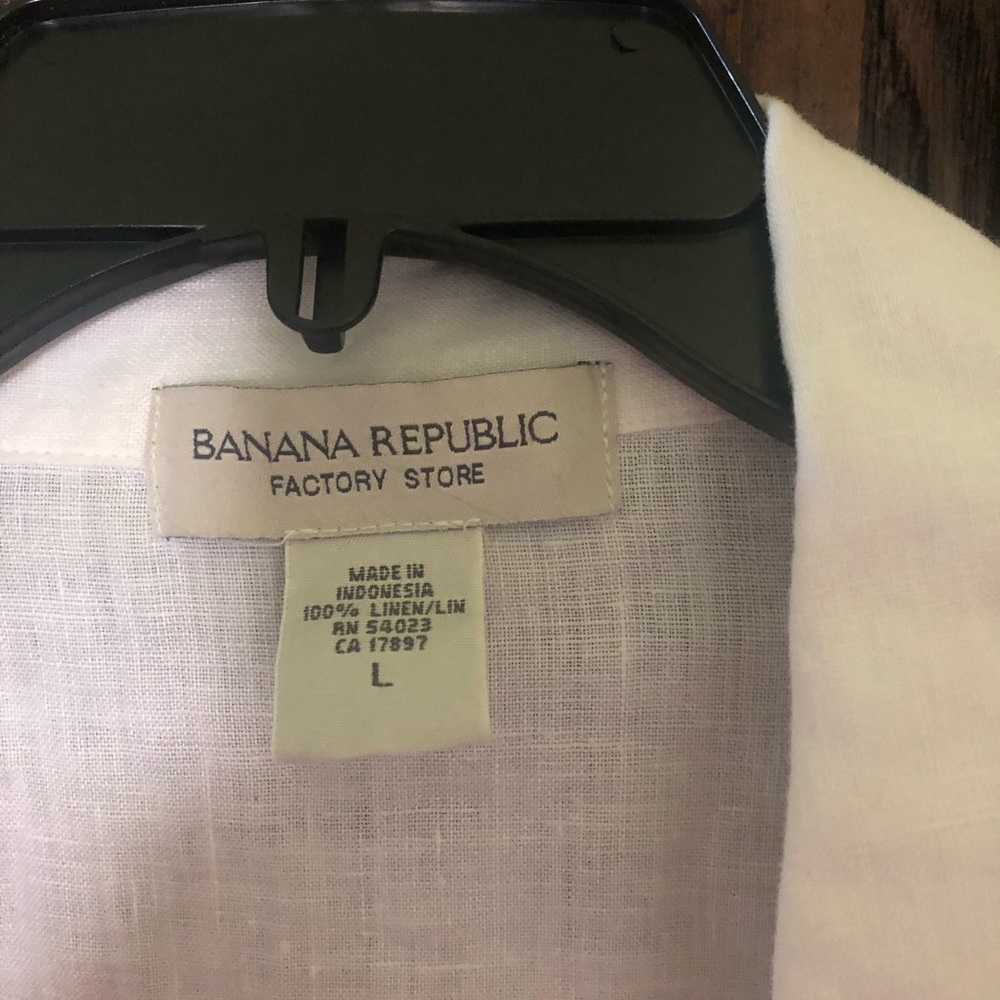 BANANA REPUBLIC
FACTORY STORE
MADE IN
INDONESIA
100% LINEN/LIN
RN 54023
CA 17897
L